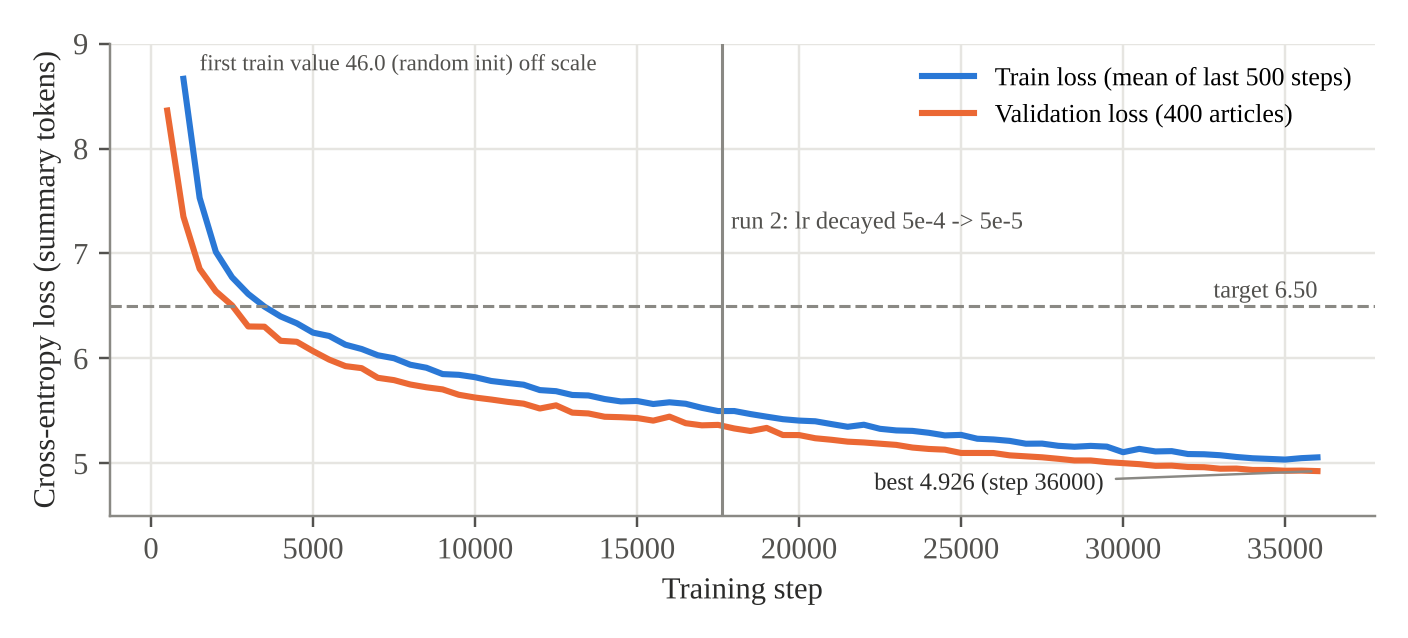 Cross-entropy loss (summary tokens)
9
8
7
6
5
first train value 46.0 (random init) off scale
Train loss (mean of last 500 steps)
Validation loss (400 articles)
run 2: lr decayed 5e-4 -> 5e-5
target 6.50
best 4.926 (step 36000)
0 5000 10000 15000 20000 25000 30000 35000
Training step